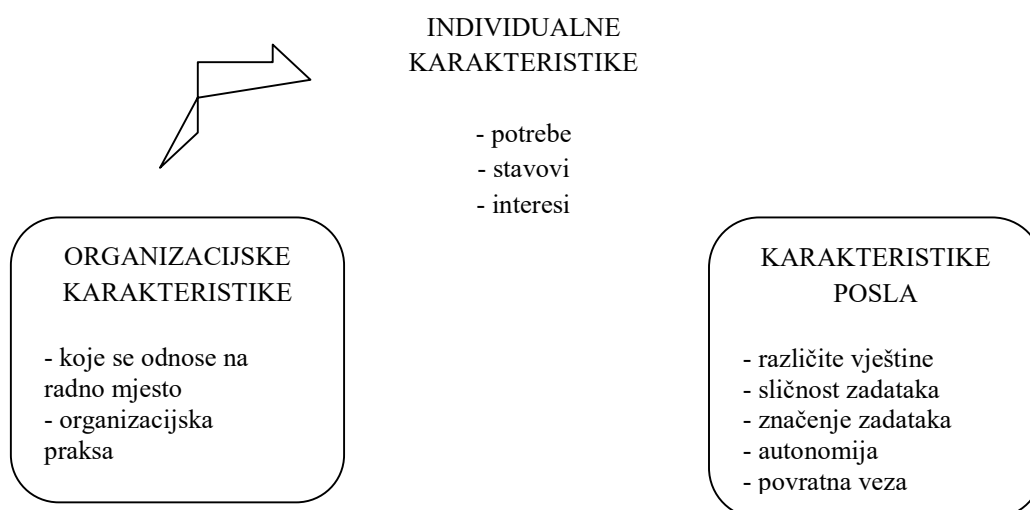 INDIVIDUALNE
KARAKTERISTIKE
- potrebe
- stavovi
- interesi
ORGANIZACIJSKE
KARAKTERISTIKE
- koje se odnose na
radno mjesto
- organizacijska
praksa
KARAKTERISTIKE
POSLA
- različite vještine
- sličnost zadataka
- značenje zadataka
- autonomija
- povratna veza